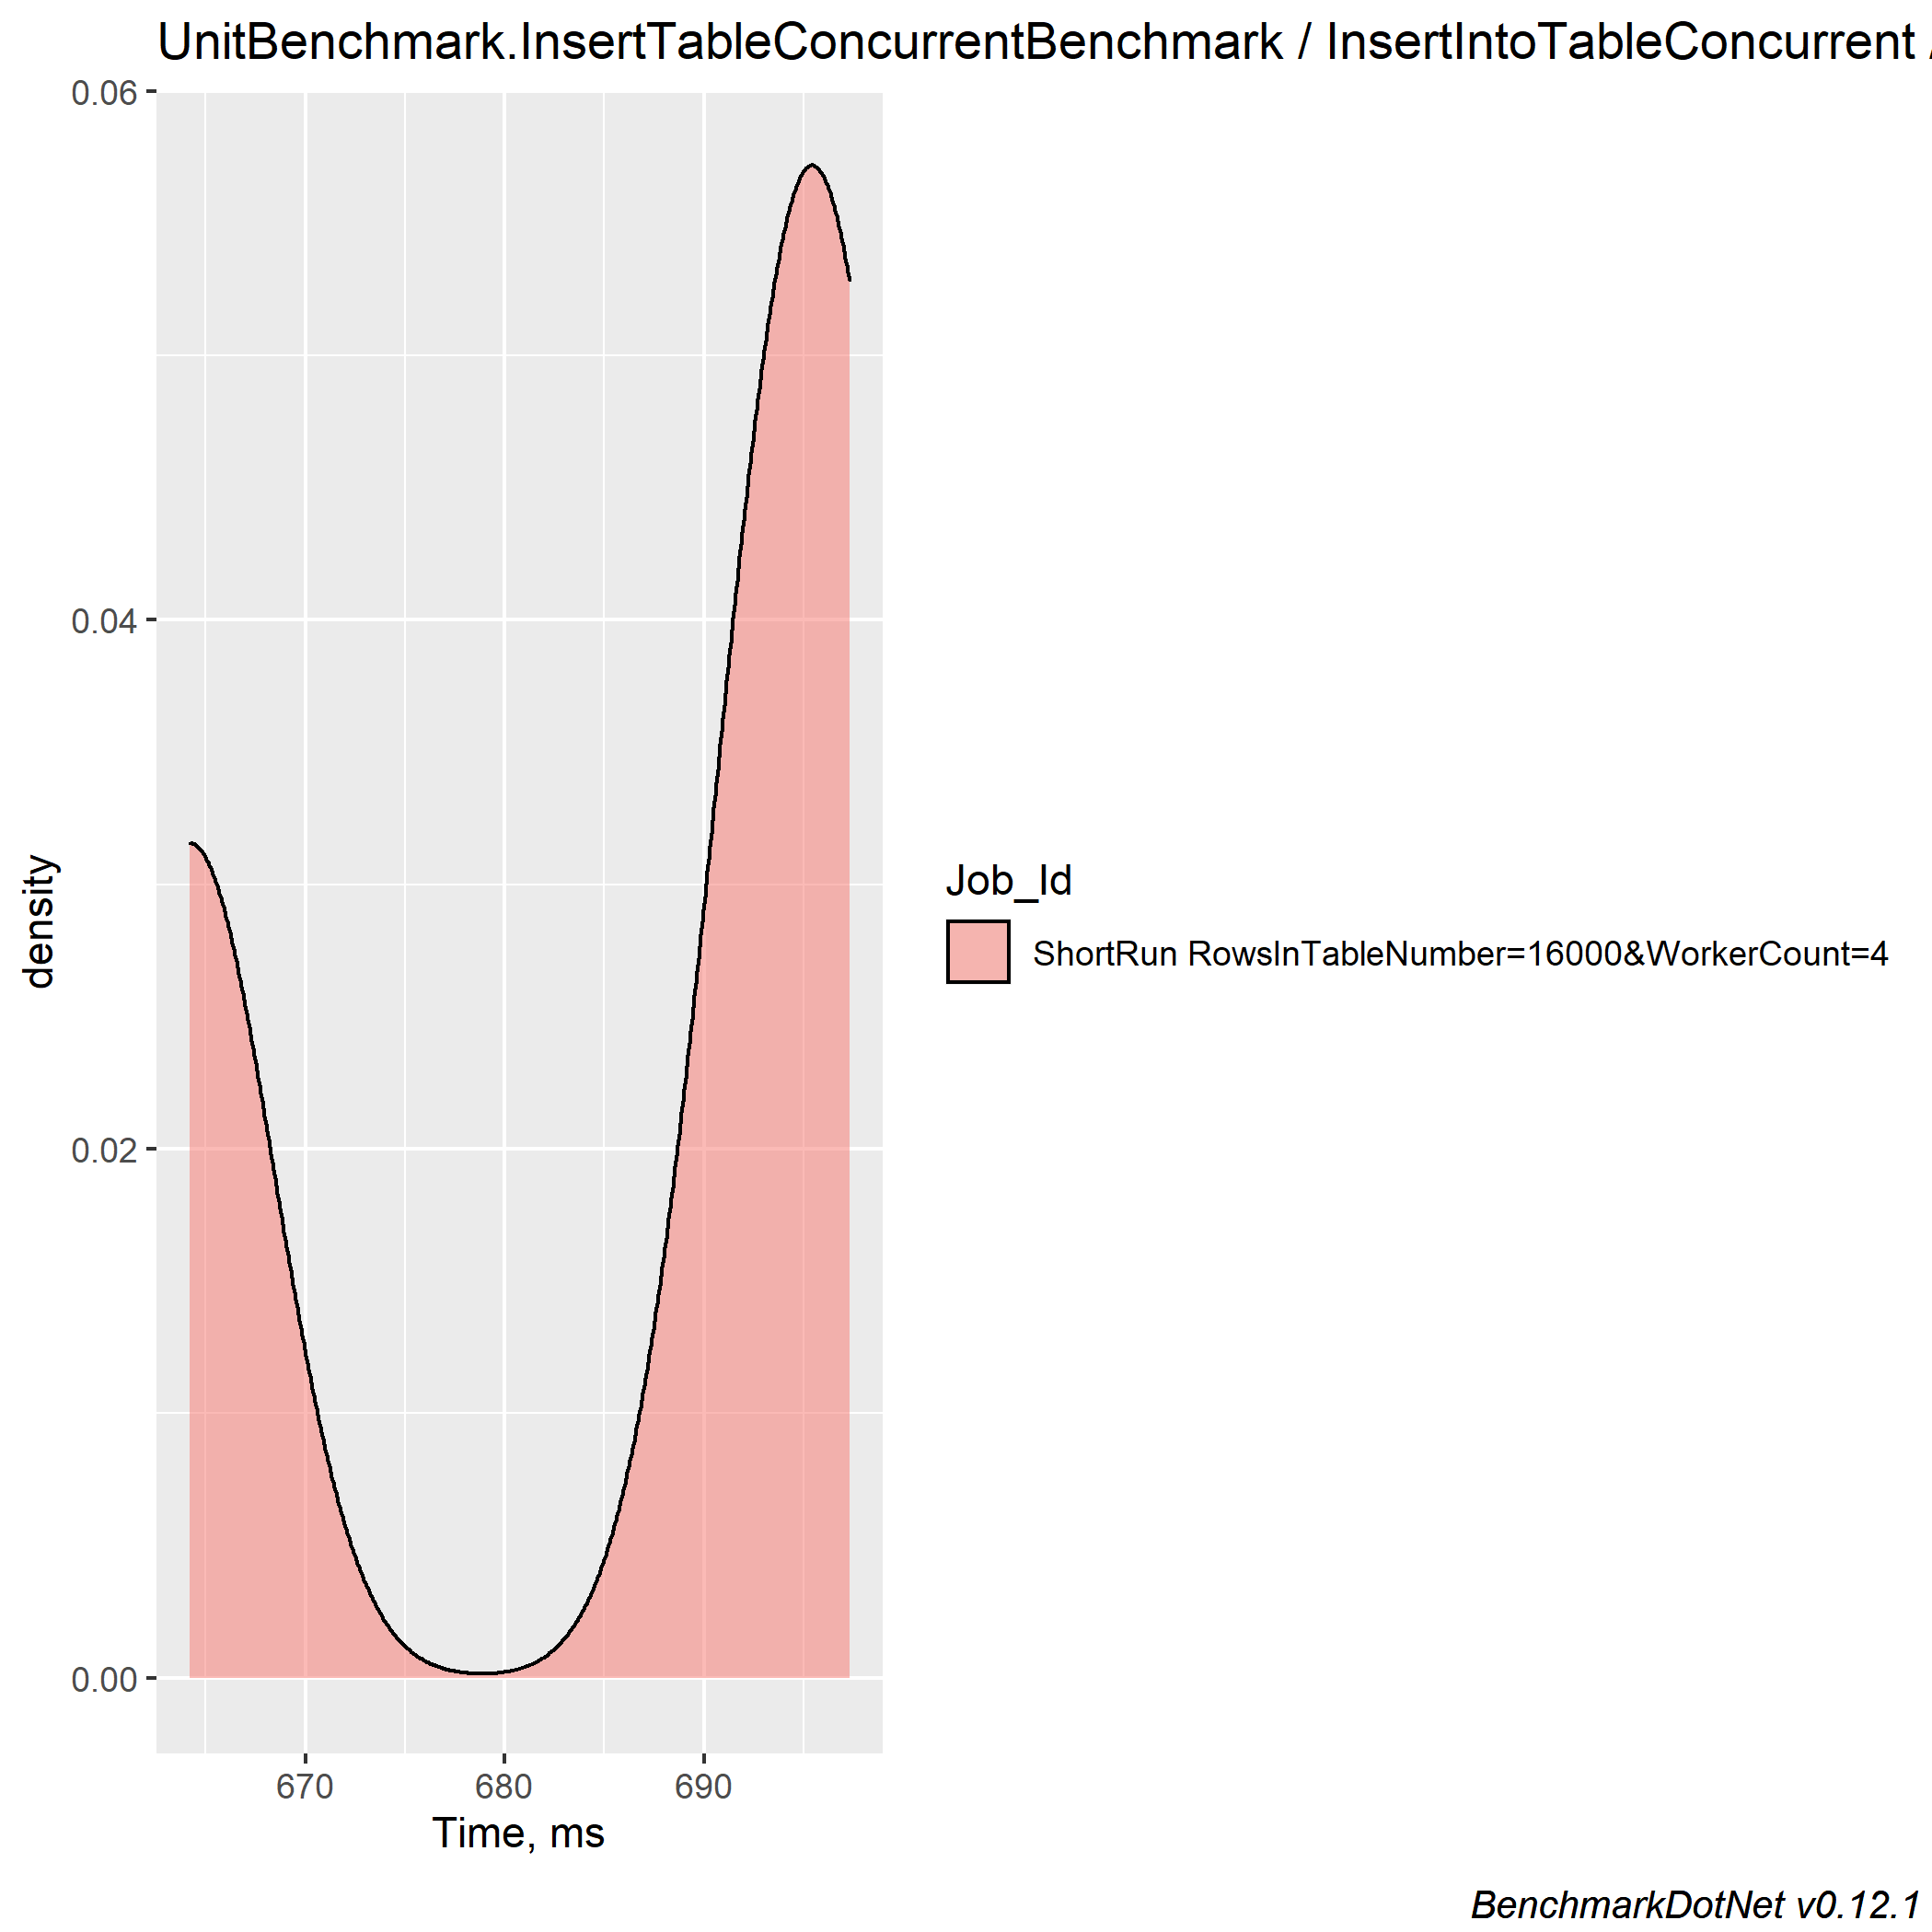 UnitBenchmark.InsertTableConcurrentBenchmark / InsertIntoTableConcurrent /
0.06
0.04
0.02
0.00
density
670 680 690
Time, ms
Job_Id
ShortRun RowsInTableNumber=16000&WorkerCount=4
BenchmarkDotNet v0.12.1